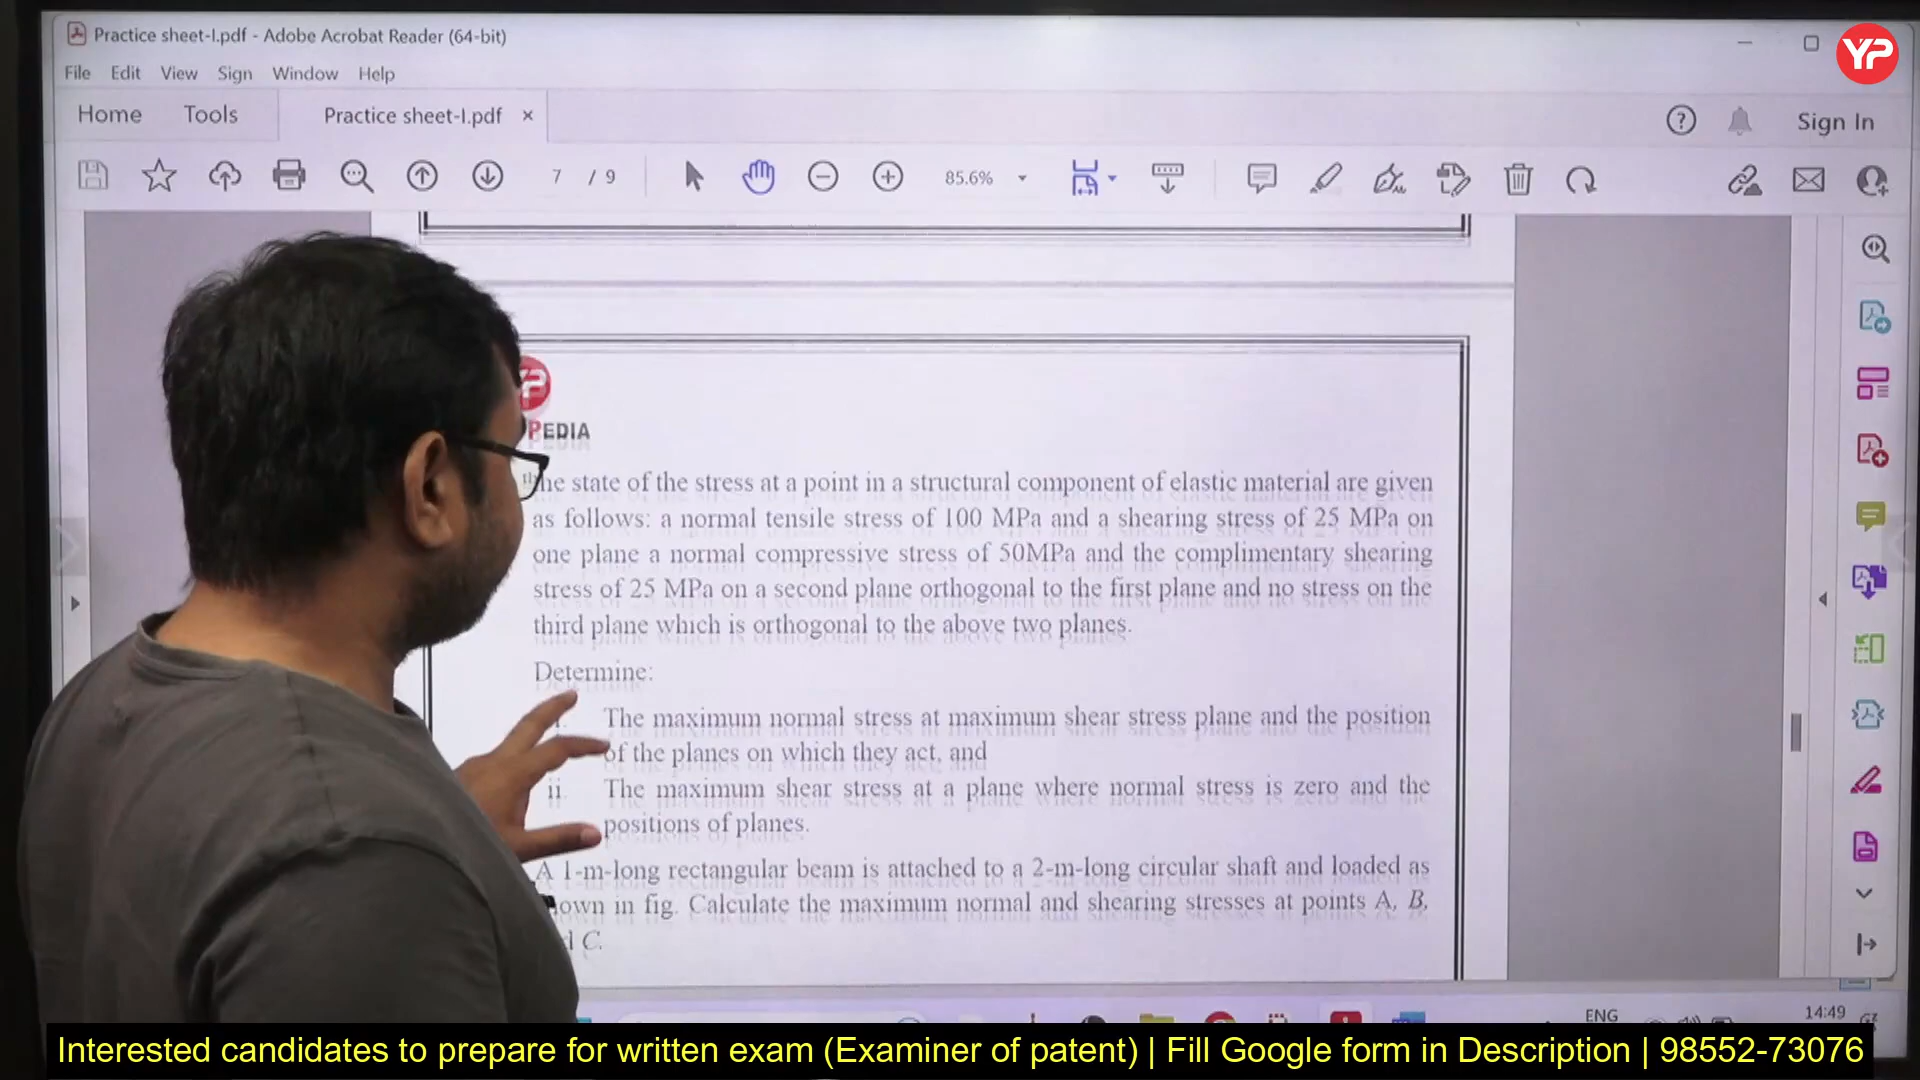 Practice sheet-I.pdf - Adobe Acrobat Reader (64-bit)
YP
File Edit View Sign Window Help
Home Tools Practice sheet-I.pdf × ? Sign In
7 / 9 85.6%
YP
PEDIA
he state of the stress at a point in a structural component of elastic material are given
as follows: a normal tensile stress of 100 MPa and a shearing stress of 25 MPa on
one plane a normal compressive stress of 50MPa and the complimentary shearing
stress of 25 MPa on a second plane orthogonal to the first plane and no stress on the
third plane which is orthogonal to the above two planes.
Determine:
The maximum normal stress at maximum shear stress plane and the position
of the planes on which they act, and
ii. The maximum shear stress at a plane where normal stress is zero and the
positions of planes.
A 1-m-long rectangular beam is attached to a 2-m-long circular shaft and loaded as
own in fig. Calculate the maximum normal and shearing stresses at points A, B,
C.
ENG
14:49
Interested candidates to prepare for written exam (Examiner of patent) | Fill Google form in Description | 98552-73076